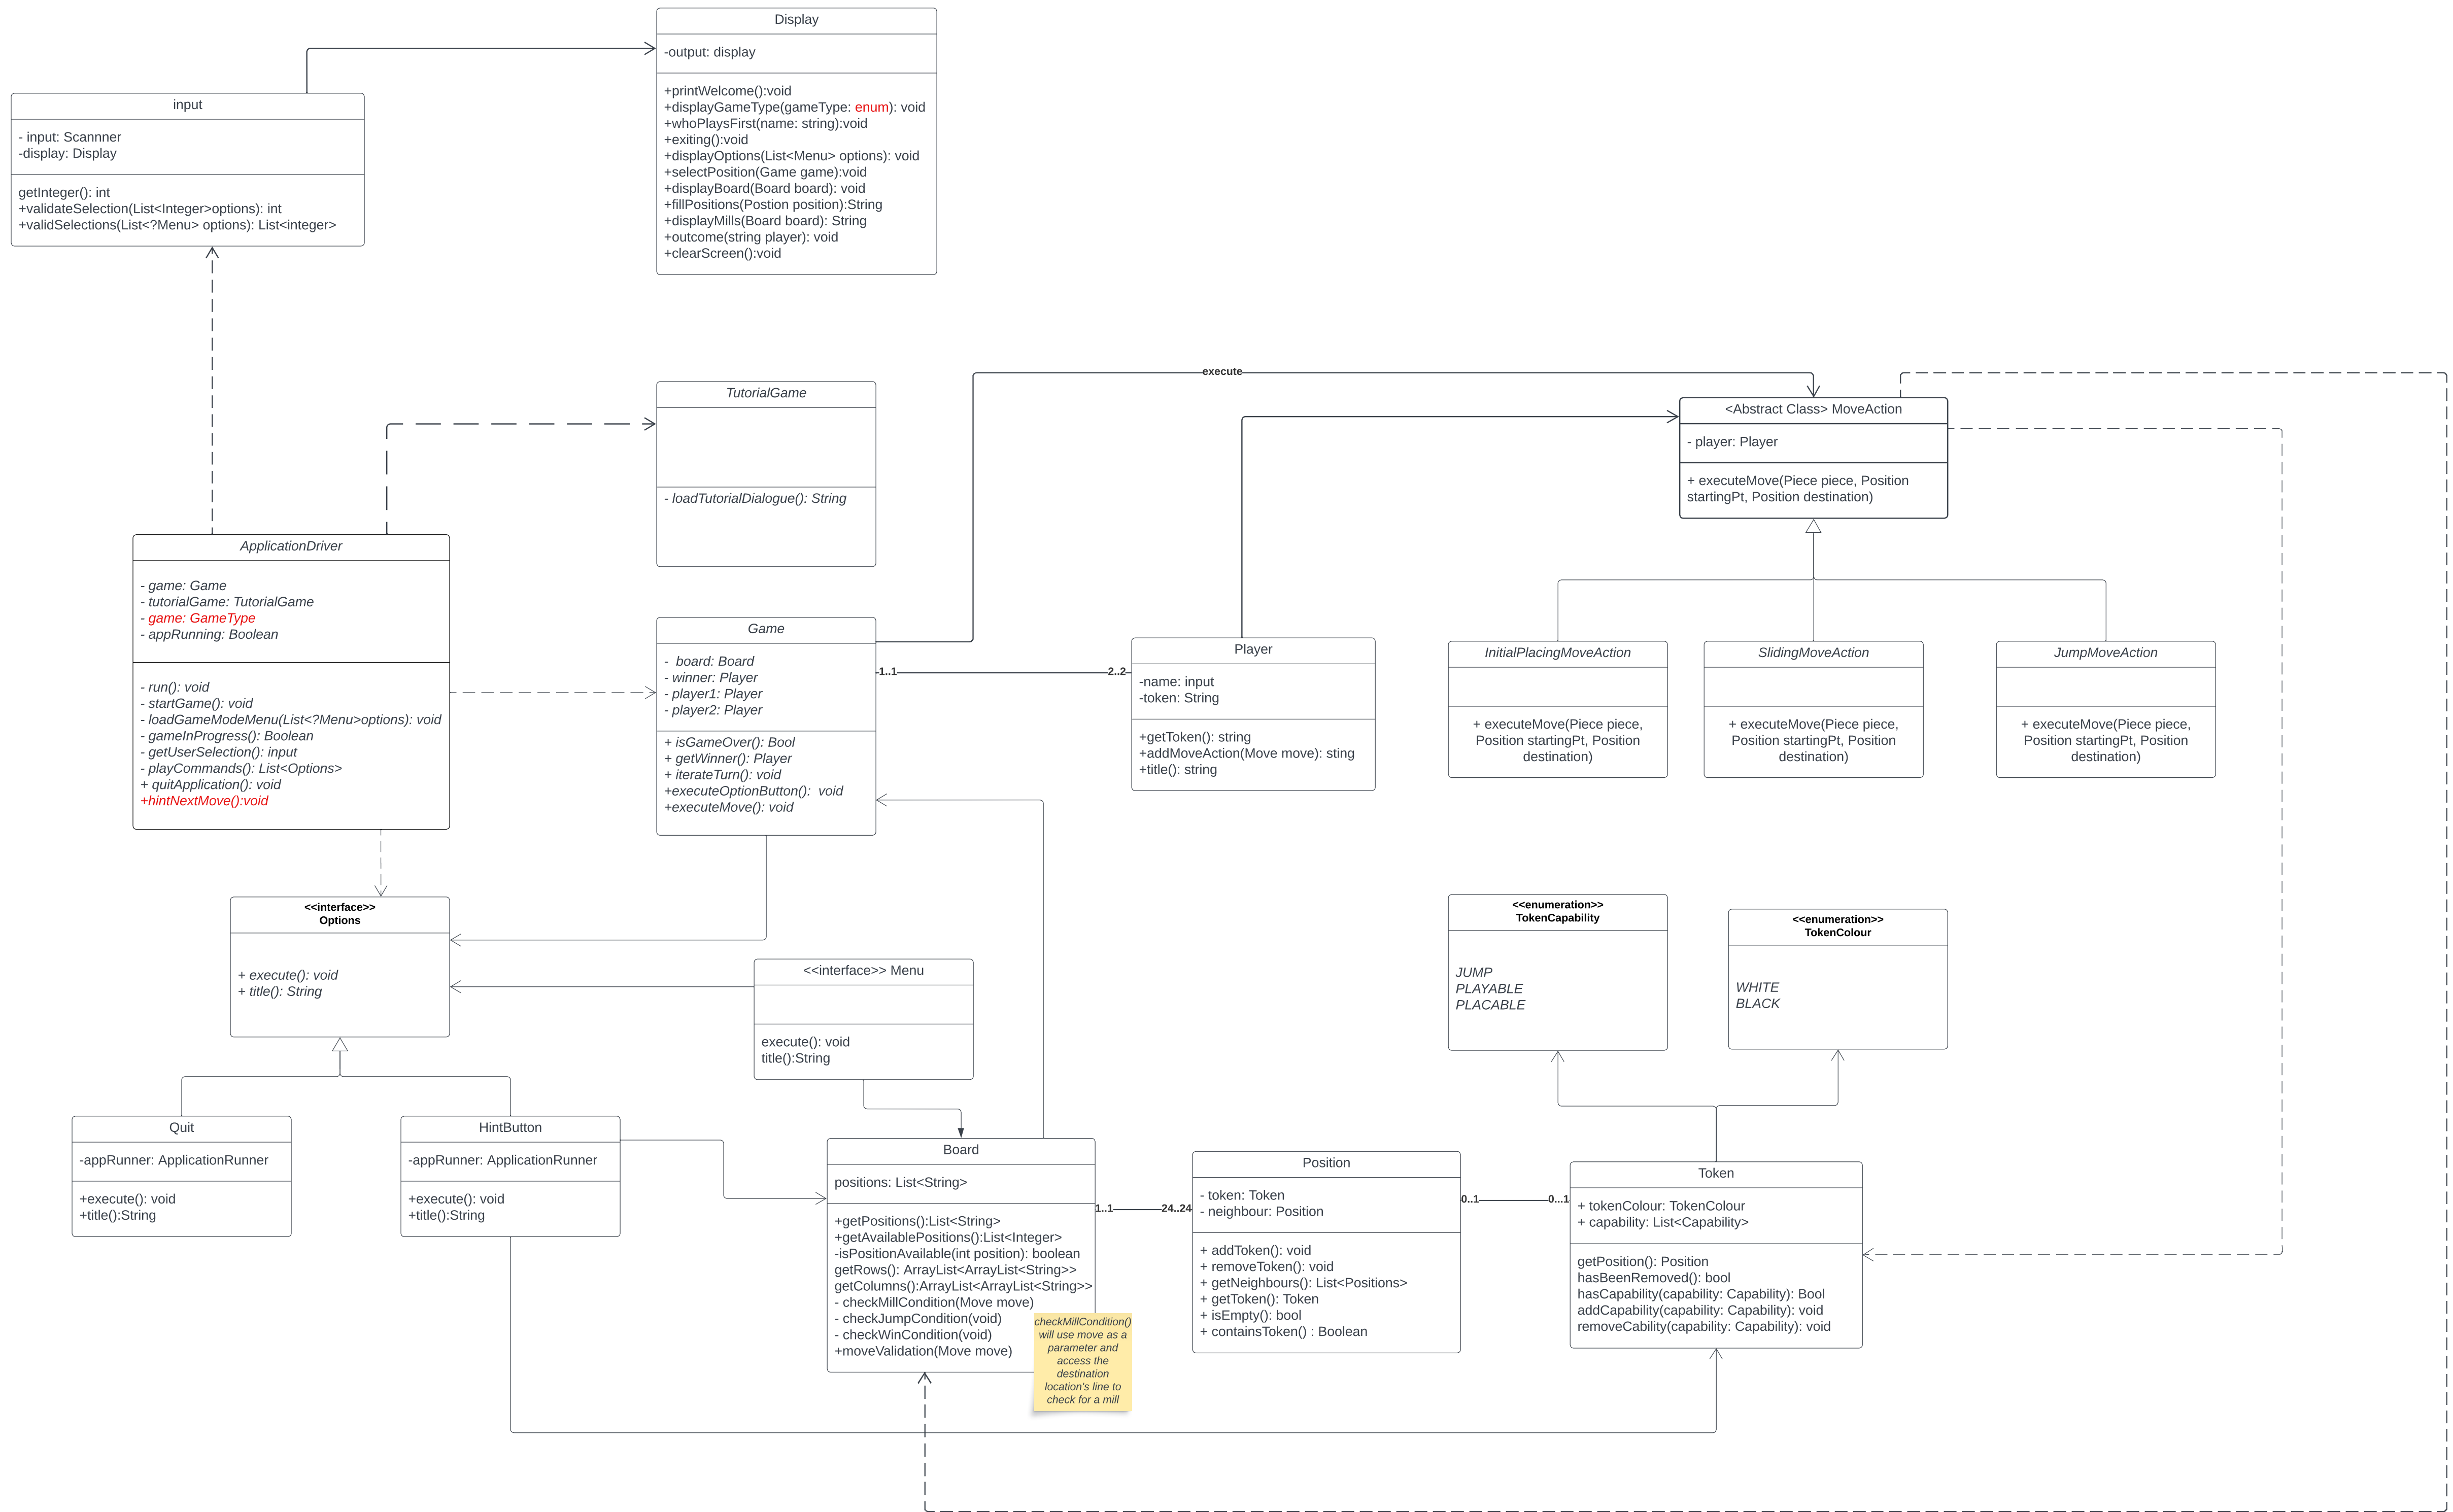 Display
-output: display
+printWelcome():void
+displayGameType(gameType: enum): void
+whoPlaysFirst(name: string):void
+exiting():void
+displayOptions(List<Menu> options): void
+selectPosition(Game game):void
+displayBoard(Board board): void
+fillPositions(Postion position):String
+displayMills(Board board): String
+outcome(string player): void
+clearScreen():void
input
- input: Scannner
-display: Display
getInteger(): int
+validateSelection(List<Integer>options): int
+validSelections(List<?Menu> options): List<integer>
execute
TutorialGame
- loadTutorialDialogue(): String
<Abstract Class> MoveAction
- player: Player
+ executeMove(Piece piece, Position
startingPt, Position destination)
ApplicationDriver
- game: Game
- tutorialGame: TutorialGame
- game: GameType
- appRunning: Boolean
- run(): void
- startGame(): void
- loadGameModeMenu(List<?Menu>options): void
- gameInProgress(): Boolean
- getUserSelection(): input
- playCommands(): List<Options>
+ quitApplication(): void
+hintNextMove():void
Game
-  board: Board
- winner: Player
- player1: Player
- player2: Player
+ isGameOver(): Bool
+ getWinner(): Player
+ iterateTurn(): void
+executeOptionButton():  void
+executeMove(): void
1..1
2..2
Player
-name: input
-token: String
+getToken(): string
+addMoveAction(Move move): sting
+title(): string
InitialPlacingMoveAction
+ executeMove(Piece piece,
Position startingPt, Position
destination)
SlidingMoveAction
+ executeMove(Piece piece,
Position startingPt, Position
destination)
JumpMoveAction
+ executeMove(Piece piece,
Position startingPt, Position
destination)
<<interface>>
Options
+ execute(): void
+ title(): String
<<interface>> Menu
execute(): void
title():String
<<enumeration>>
TokenCapability
JUMP
PLAYABLE
PLACABLE
<<enumeration>>
TokenColour
WHITE
BLACK
Quit
-appRunner: ApplicationRunner
+execute(): void
+title():String
HintButton
-appRunner: ApplicationRunner
+execute(): void
+title():String
Board
positions: List<String>
+getPositions():List<String>
+getAvailablePositions():List<Integer>
-isPositionAvailable(int position): boolean
getRows(): ArrayList<ArrayList<String>>
getColumns():ArrayList<ArrayList<String>>
- checkMillCondition(Move move)
- checkJumpCondition(void)
- checkWinCondition(void)
+moveValidation(Move move)
checkMillCondition()
will use move as a
parameter and
access the
destination
location's line to
check for a mill
1..1
24..24
Position
- token: Token
- neighbour: Position
+ addToken(): void
+ removeToken(): void
+ getNeighbours(): List<Positions>
+ getToken(): Token
+ isEmpty(): bool
+ containsToken() : Boolean
0..1
0...1
Token
+ tokenColour: TokenColour
+ capability: List<Capability>
getPosition(): Position
hasBeenRemoved(): bool
hasCapability(capability: Capability): Bool
addCapability(capability: Capability): void
removeCability(capability: Capability): void